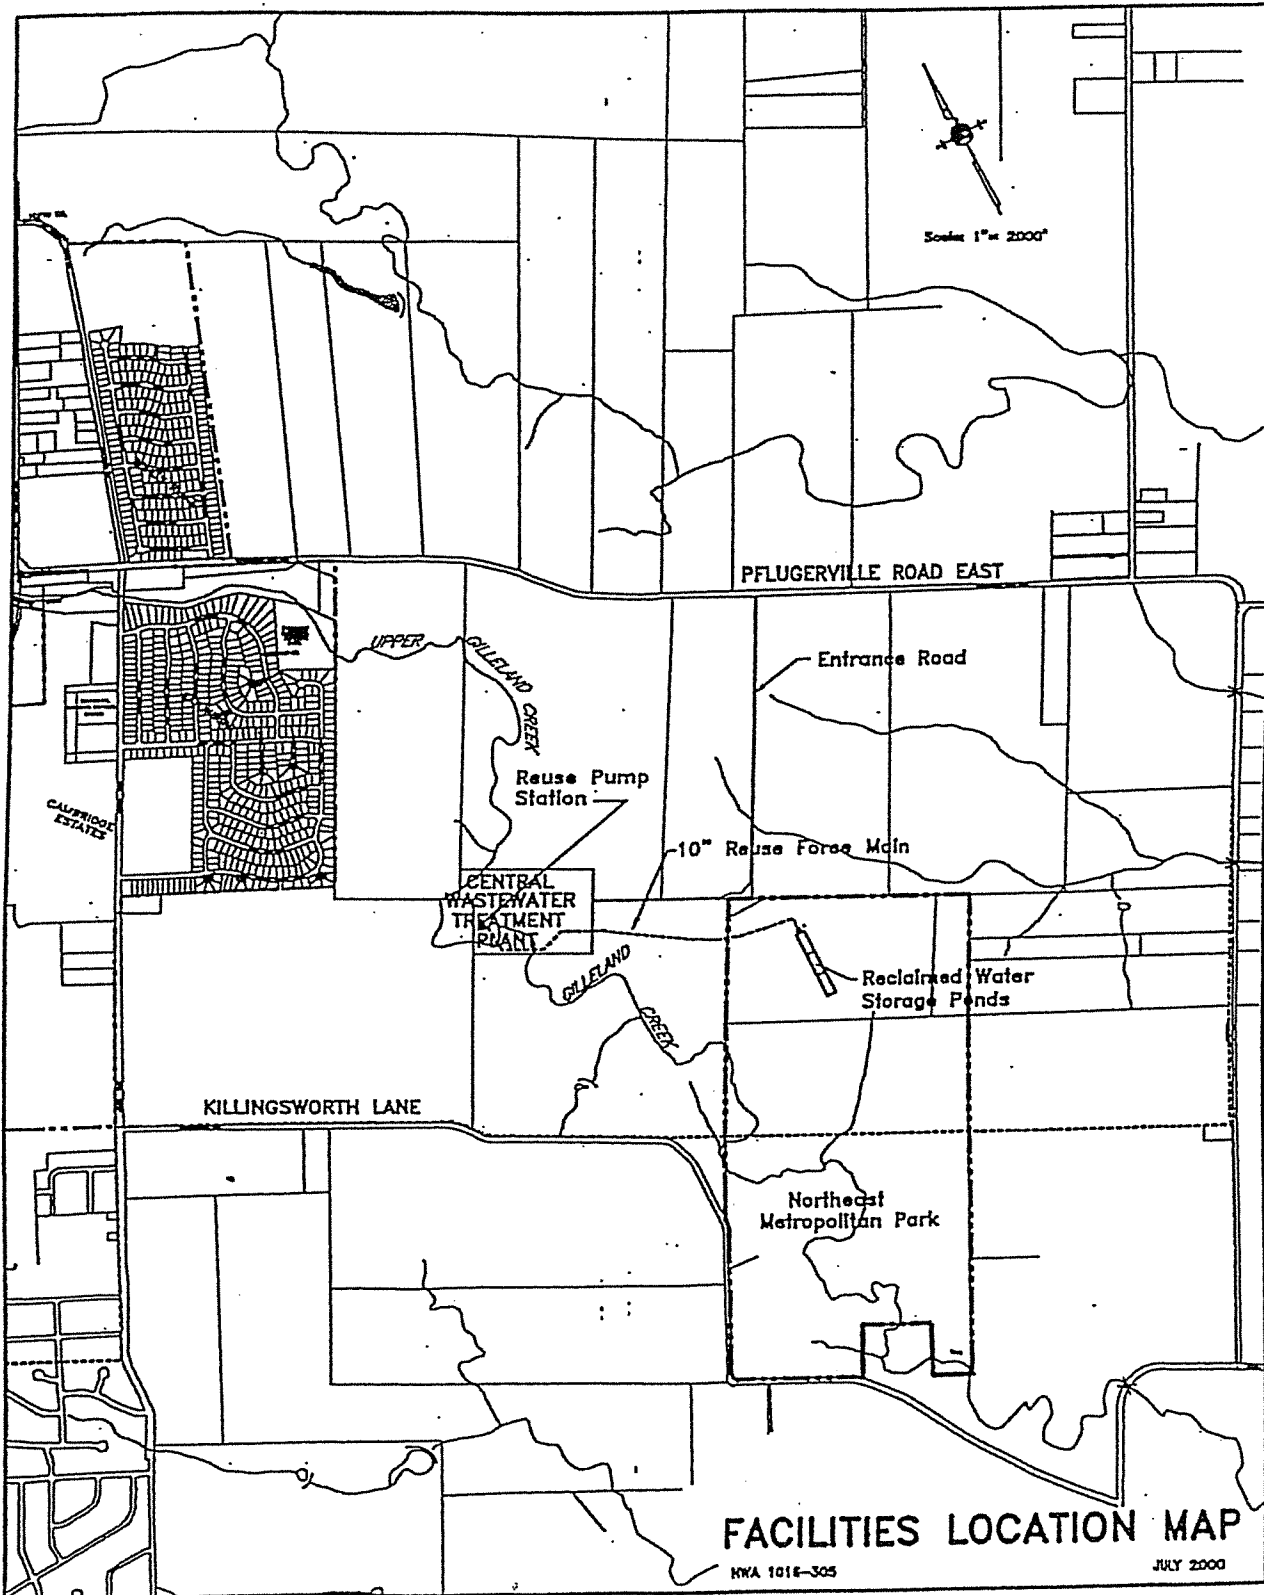 Scale: 1"= 2000'
PFLUGERVILLE ROAD EAST
UPPER GILLELAND CREEK
Entrance Road
Reuse Pump
Station
CAMBRIDGE
ESTATES
10" Reuse Force Main
CENTRAL
WASTEWATER
TREATMENT
PLANT
GILLELAND CREEK
Reclaimed Water
Storage Ponds
KILLINGSWORTH LANE
Northeast
Metropolitan Park
FACILITIES LOCATION MAP
HWA 1016-305
JULY 2000